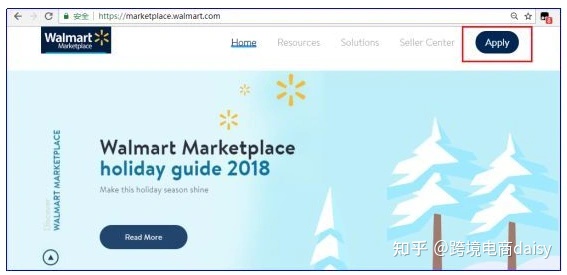 安全 | https://marketplace.walmart.com
Walmart
Marketplace
Home Resources Solutions Seller Center Apply
Discover
WALMART MARKETPLACE
Walmart Marketplace
holiday guide 2018
Make this holiday season shine
Read More
知乎 @跨境电商daisy